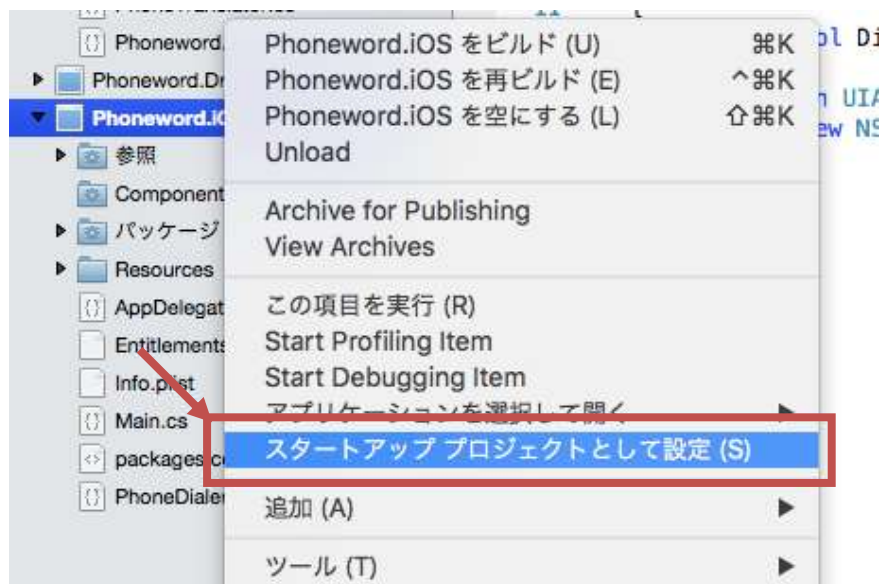 Phoneword.
Phoneword.Dr
Phoneword.iO
参照
Component
パッケージ
Resources
AppDelegat
Entitlements
Info.plist
Main.cs
packages.co
PhoneDialer
Phoneword.iOS をビルド (U) ⌘K
Phoneword.iOS を再ビルド (E) ^⌘K
Phoneword.iOS を空にする (L) ⇧⌘K
Unload
Archive for Publishing
View Archives
この項目を実行 (R)
Start Profiling Item
Start Debugging Item
アプリケーションを選択して開く
スタートアップ プロジェクトとして設定 (S)
追加 (A)
ツール (T)
11 {
ol Di
n UIA
ew NS